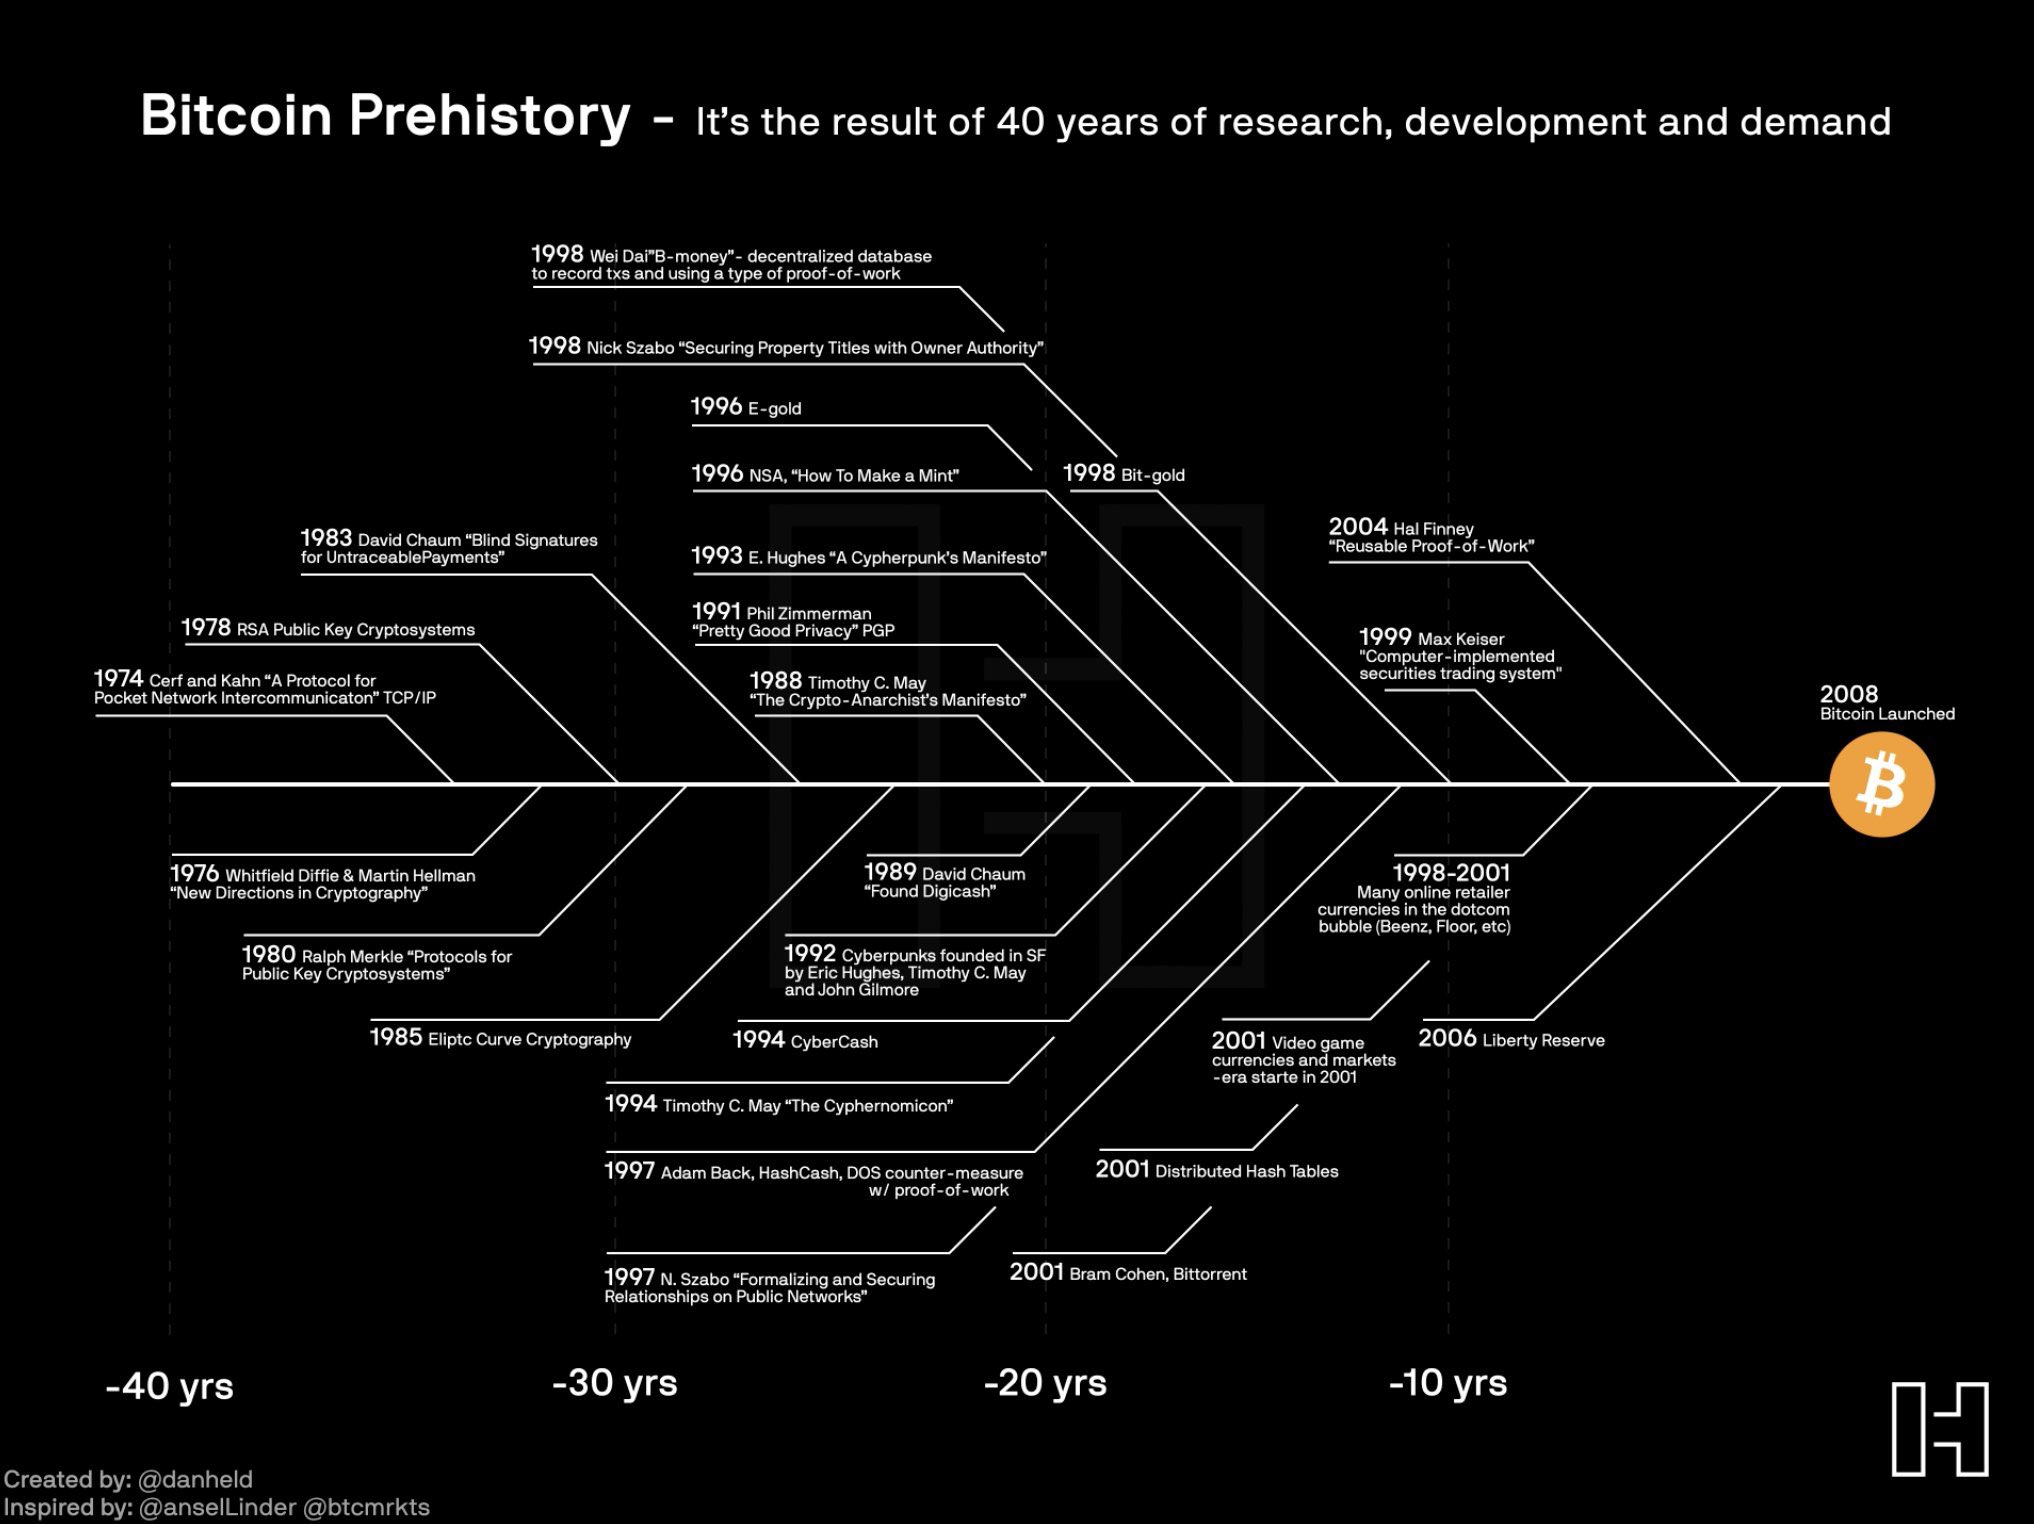 Bitcoin Prehistory - It's the result of 40 years of research, development and demand
1998 Wei Dai"B-money"- decentralized database
to record txs and using a type of proof-of-work
1998 Nick Szabo “Securing Property Titles with Owner Authority”
1996 E-gold
1996 NSA, “How To Make a Mint”
1998 Bit-gold
1983 David Chaum “Blind Signatures
for UntraceablePayments”
1993 E. Hughes “A Cypherpunk's Manifesto”
2004 Hal Finney
“Reusable Proof-of-Work”
1978 RSA Public Key Cryptosystems
1991 Phil Zimmerman
“Pretty Good Privacy” PGP
1999 Max Keiser
"Computer-implemented
securities trading system"
1974 Cerf and Kahn “A Protocol for
Pocket Network Intercommunicaton” TCP/IP
1988 Timothy C. May
“The Crypto-Anarchist's Manifesto”
2008
Bitcoin Launched
1976 Whitfield Diffie & Martin Hellman
“New Directions in Cryptography”
1989 David Chaum
“Found Digicash”
1998-2001
Many online retailer
currencies in the dotcom
bubble (Beenz, Floor, etc)
1980 Ralph Merkle “Protocols for
Public Key Cryptosystems”
1992 Cyberpunks founded in SF
by Eric Hughes, Timothy C. May
and John Gilmore
1985 Eliptc Curve Cryptography
1994 CyberCash
2001 Video game
currencies and markets
-era starte in 2001
2006 Liberty Reserve
1994 Timothy C. May “The Cyphernomicon”
1997 Adam Back, HashCash, DOS counter-measure
w/ proof-of-work
2001 Distributed Hash Tables
1997 N. Szabo “Formalizing and Securing
Relationships on Public Networks”
2001 Bram Cohen, Bittorrent
-40 yrs
-30 yrs
-20 yrs
-10 yrs
Created by: @danheld
Inspired by: @anselLinder @btcmrkts